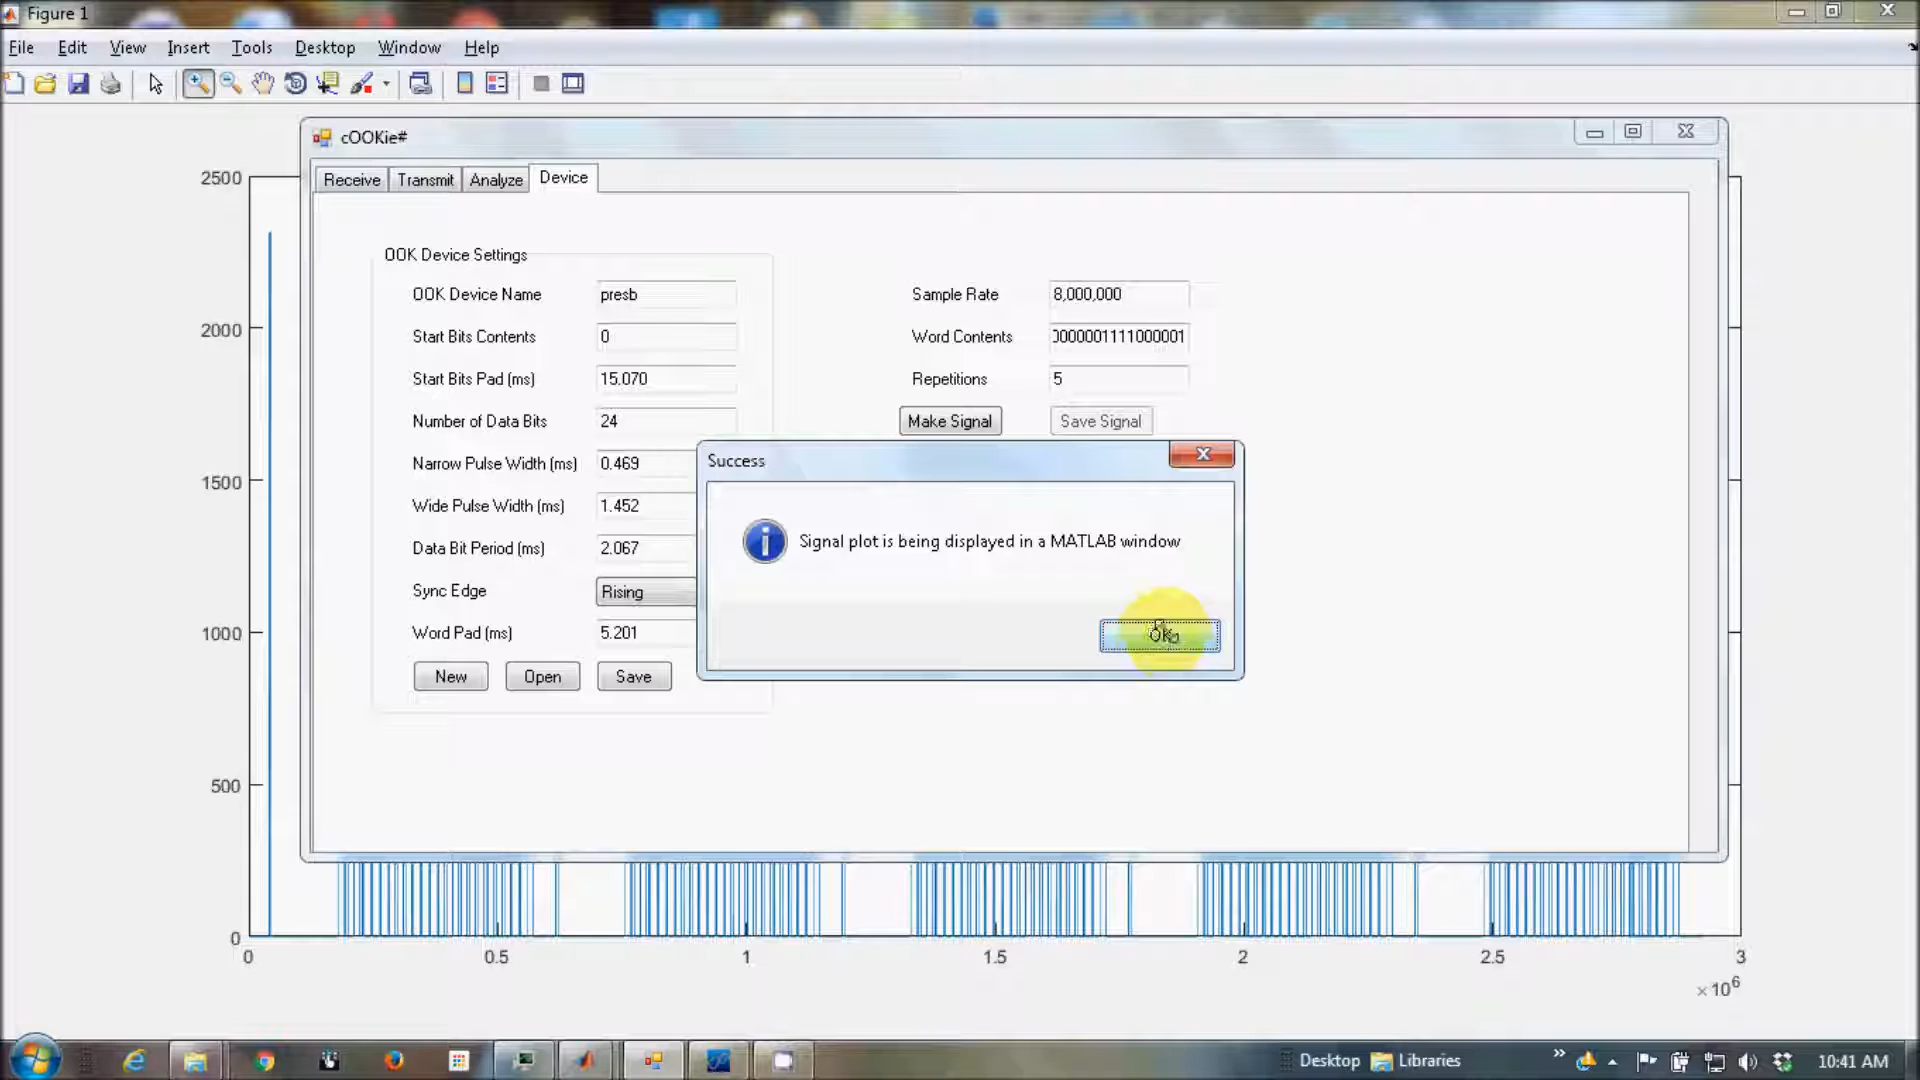 Figure 1
File Edit View Insert Tools Desktop Window Help
cOOKie#
Receive Transmit Analyze Device
2500
2000
1500
1000
500
0
OOK Device Settings
OOK Device Name presb
Start Bits Contents 0
Start Bits Pad (ms) 15.070
Number of Data Bits 24
Narrow Pulse Width (ms) 0.469
Wide Pulse Width (ms) 1.452
Data Bit Period (ms) 2.067
Sync Edge Rising
Word Pad (ms) 5.201
New Open Save
Sample Rate 8,000,000
Word Contents 0000001111000001
Repetitions 5
Make Signal Save Signal
Success
Signal plot is being displayed in a MATLAB window
OK
0 0.5 1 1.5 2 2.5 3
×10^6
Desktop Libraries » 10:41 AM